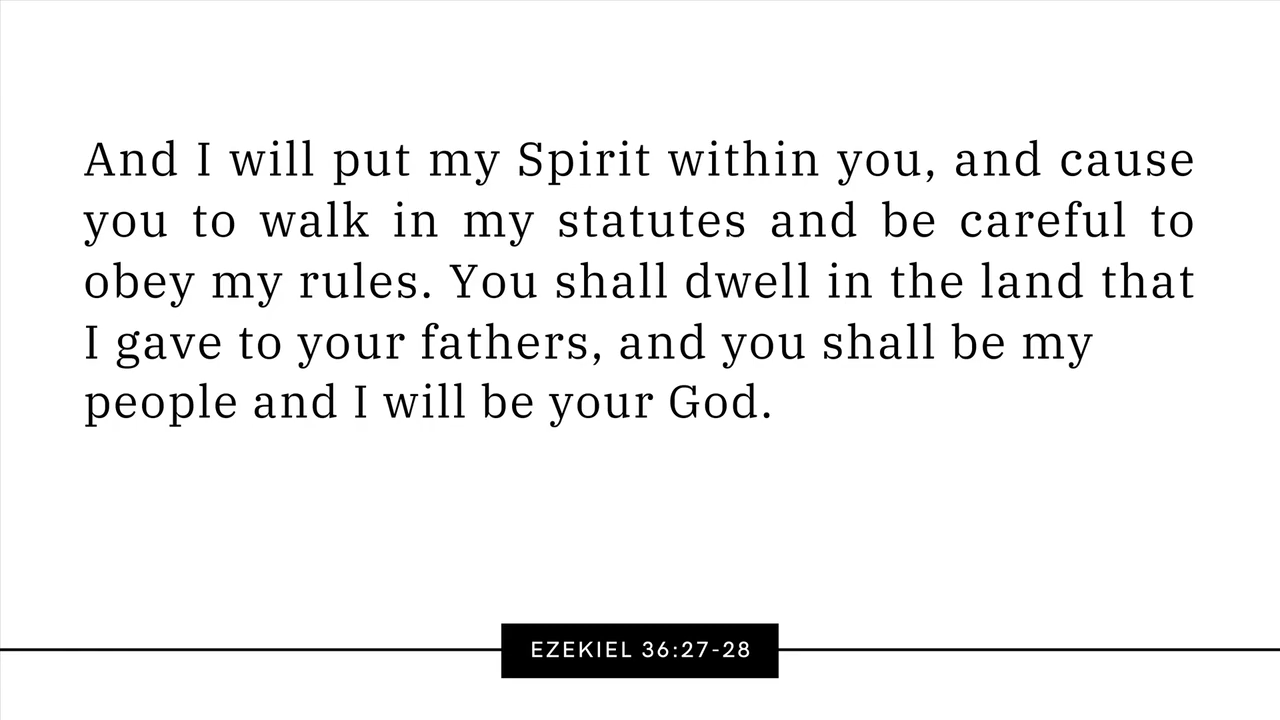 And I will put my Spirit within you, and cause
you to walk in my statutes and be careful to
obey my rules. You shall dwell in the land that
I gave to your fathers, and you shall be my
people and I will be your God.
EZEKIEL 36:27-28